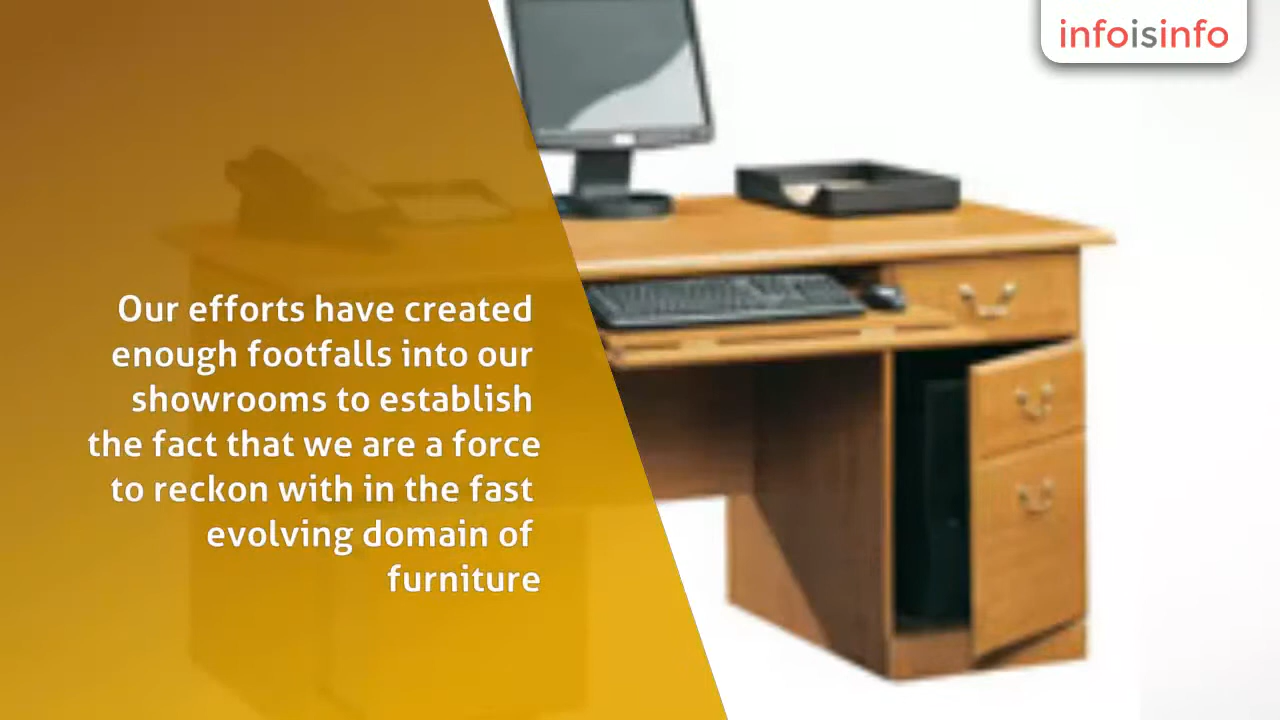 infoisinfo
Our efforts have created
enough footfalls into our
showrooms to establish
the fact that we are a force
to reckon with in the fast
evolving domain of
furniture